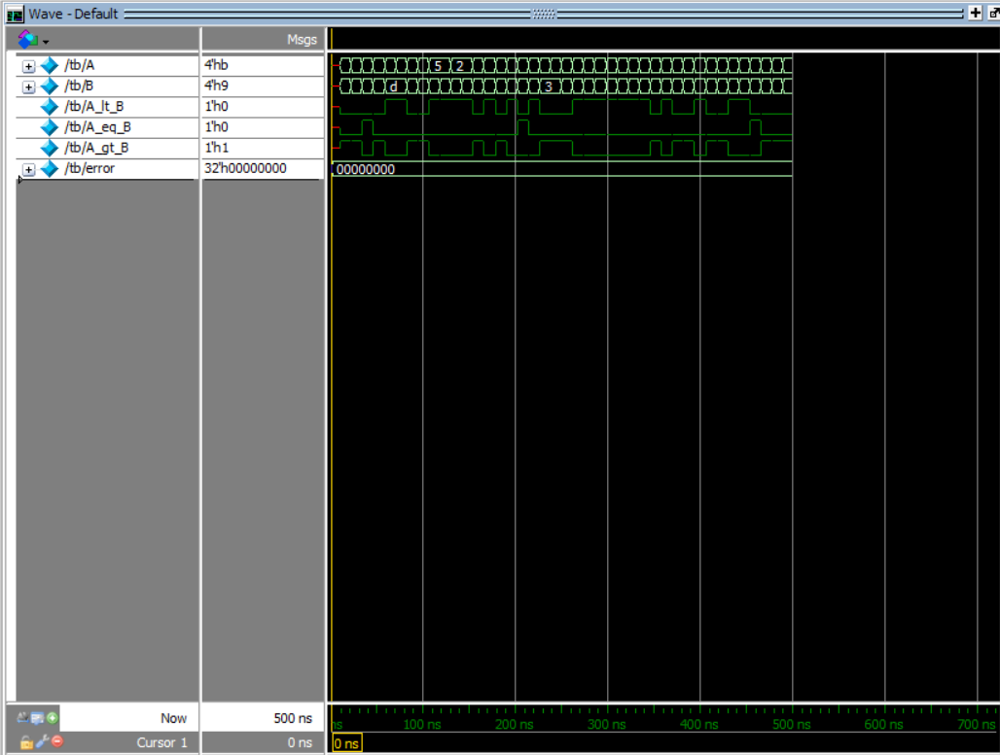 Wave - Default
Msgs
/tb/A 4'hb 5 2
/tb/B 4'h9 d 3
/tb/A_lt_B 1'h0
/tb/A_eq_B 1'h0
/tb/A_gt_B 1'h1
/tb/error 32'h00000000 00000000
Now 500 ns ns 100 ns 200 ns 300 ns 400 ns 500 ns 600 ns 700 ns
Cursor 1 0 ns 0 ns